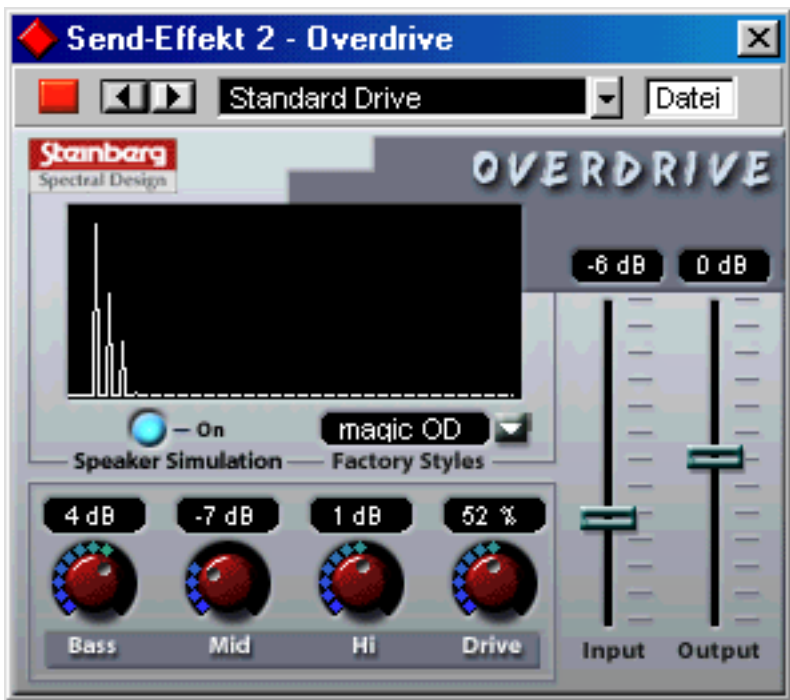 Send-Effekt 2 - Overdrive
Standard Drive
Datei
Steinberg
Spectral Design
OVERDRIVE
-6 dB
0 dB
On
magic OD
Speaker Simulation
Factory Styles
4 dB
-7 dB
1 dB
52 %
Bass
Mid
Hi
Drive
Input
Output